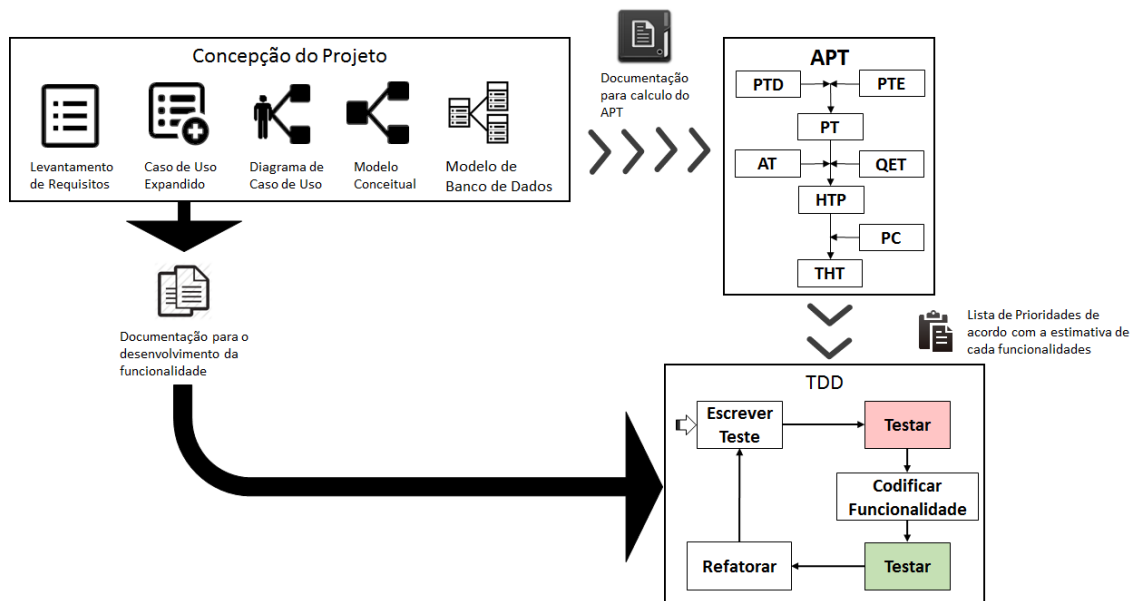 Concepção do Projeto
Levantamento
de Requisitos
Caso de Uso
Expandido
Diagrama de
Caso de Uso
Modelo
Conceitual
Modelo de
Banco de Dados
Documentação
para calculo do
APT
APT
PTD
PTE
PT
AT
QET
HTP
PC
THT
Documentação para o
desenvolvimento da
funcionalidade
Lista de Prioridades de
acordo com a estimativa de
cada funcionalidades
TDD
Escrever
Teste
Testar
Codificar
Funcionalidade
Refatorar
Testar